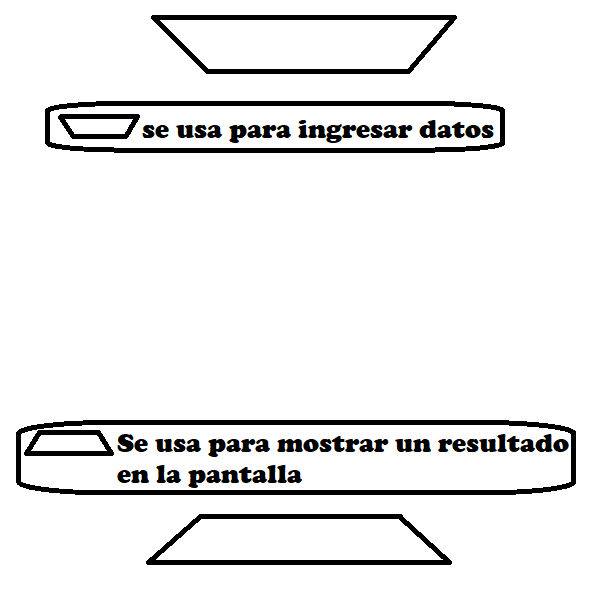 se usa para ingresar datos
Se usa para mostrar un resultado
en la pantalla